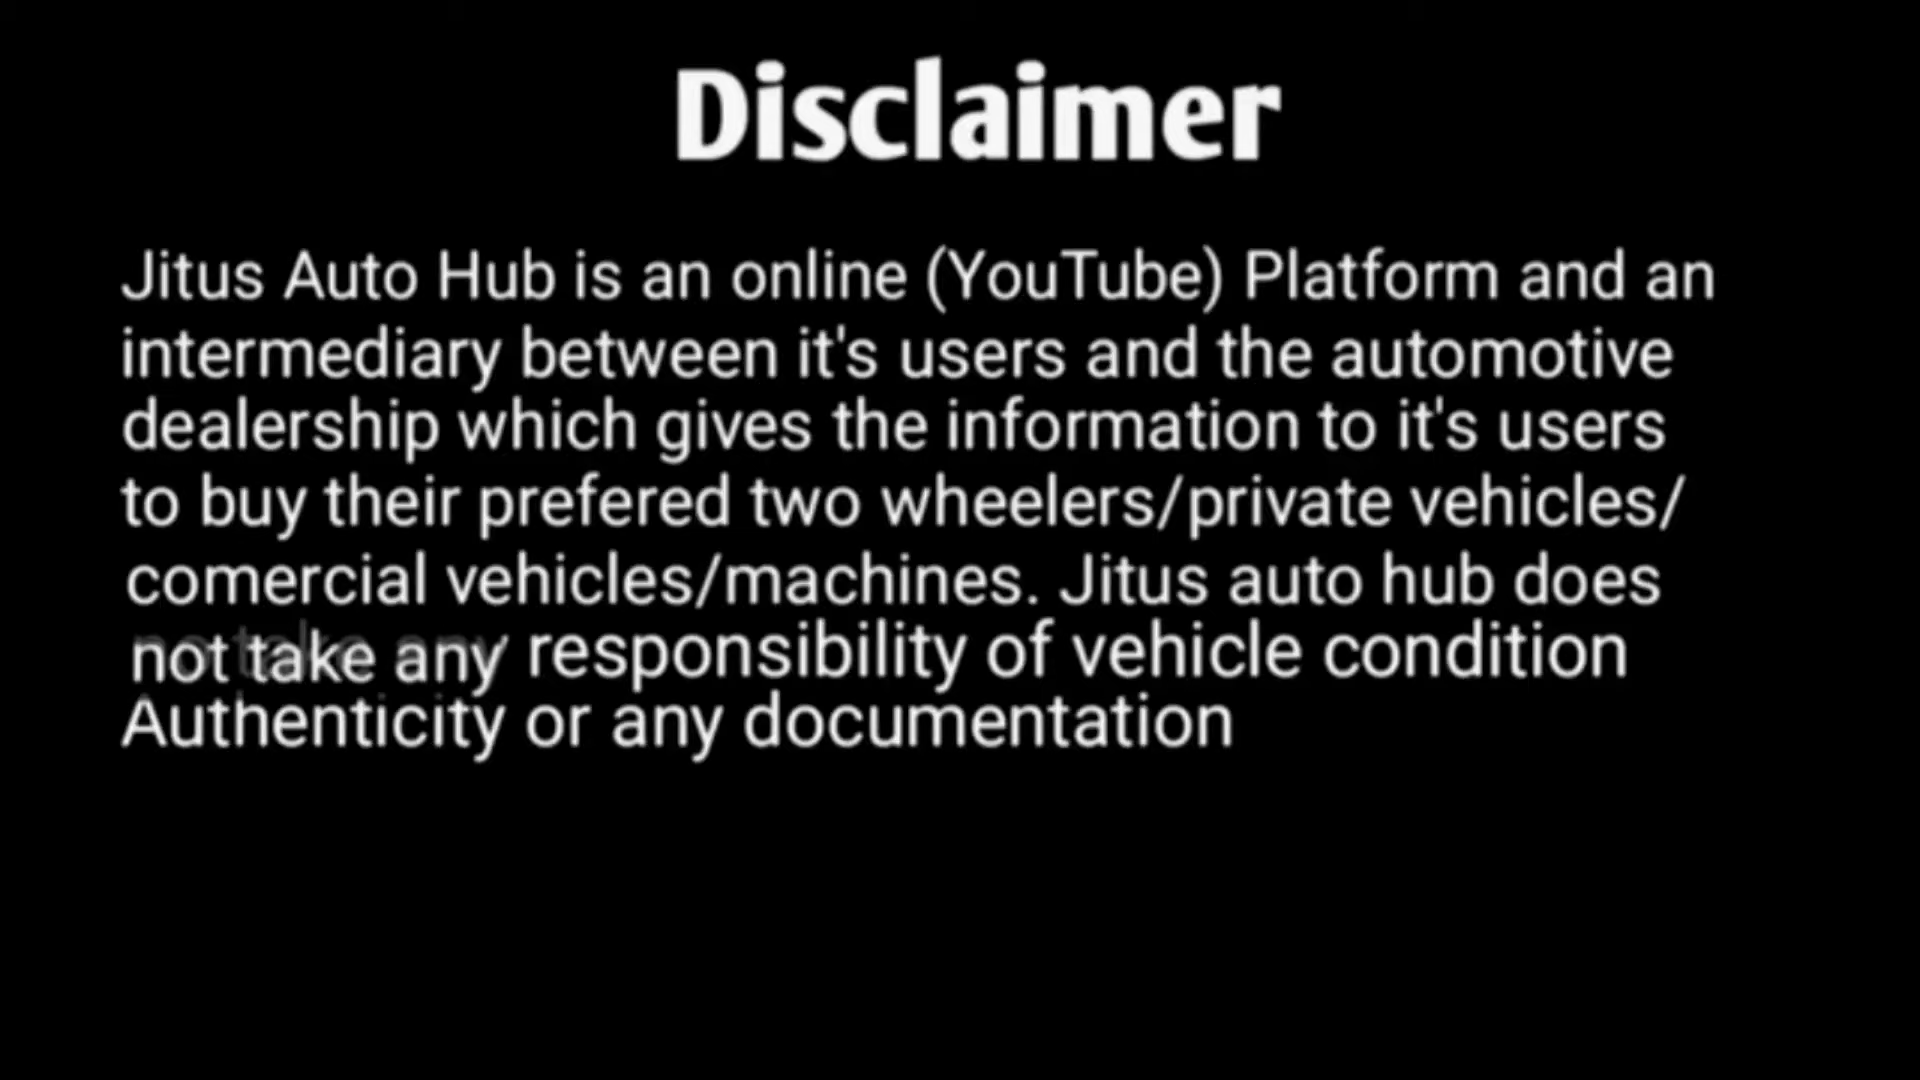 Disclaimer
Jitus Auto Hub is an online (YouTube) Platform and an
intermediary between it's users and the automotive
dealership which gives the information to it's users
to buy their prefered two wheelers/private vehicles/
comercial vehicles/machines. Jitus auto hub does
not take any responsibility of vehicle condition
Authenticity or any documentation